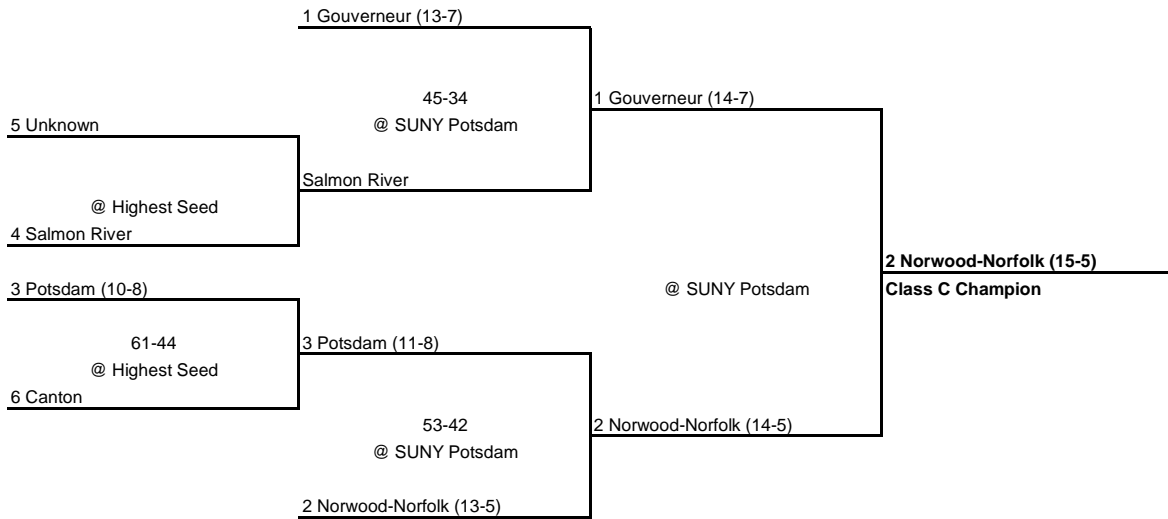 1 Gouverneur (13-7)
45-34
@ SUNY Potsdam
1 Gouverneur (14-7)
5 Unknown
Salmon River
@ Highest Seed
4 Salmon River
2 Norwood-Norfolk (15-5)
3 Potsdam (10-8)
@ SUNY Potsdam
Class C Champion
61-44
@ Highest Seed
3 Potsdam (11-8)
6 Canton
53-42
@ SUNY Potsdam
2 Norwood-Norfolk (14-5)
2 Norwood-Norfolk (13-5)